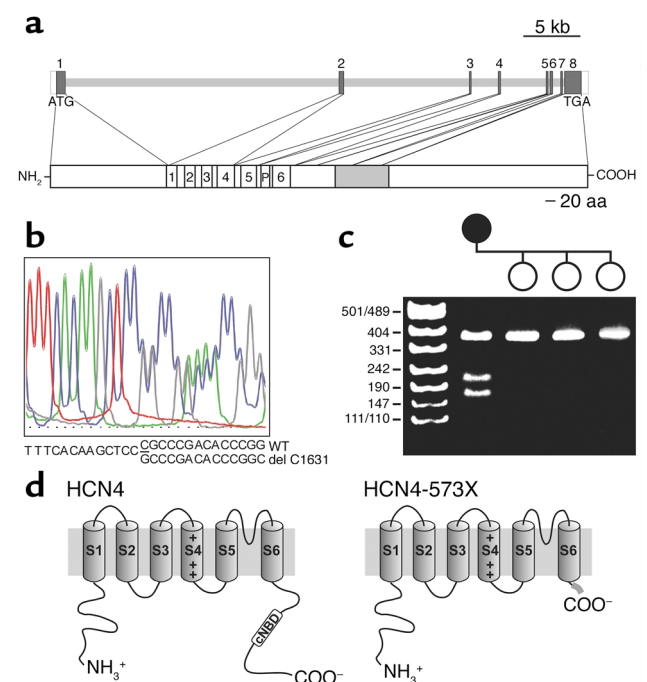 a
5 kb
1 2 3 4 5 6 7 8
ATG TGA
NH2 1 2 3 4 5 P 6 COOH
20 aa
b
TTTCACAAGCTCC CGCCCGACACCCGG WT
GCCCGACACCCGGC del C1631
c
501/489
404
331
242
190
147
111/110
d
HCN4
S1 S2 S3 S4 S5 S6
+
+
+
cNBD
NH3+
COO−
HCN4-573X
S1 S2 S3 S4 S5 S6
+
+
+
COO−
NH3+